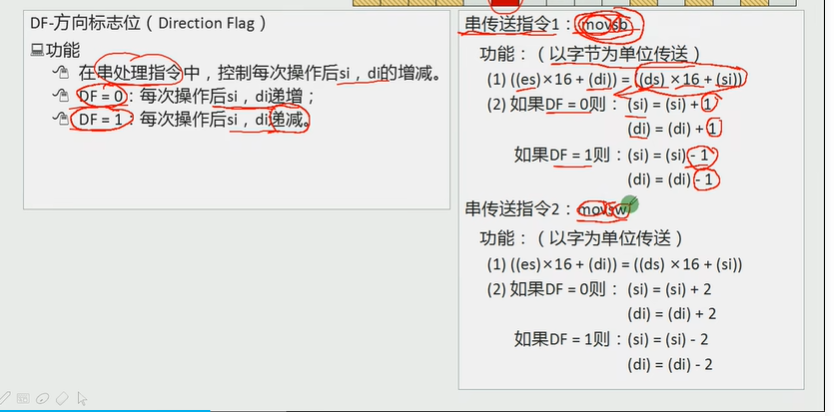 DF-方向标志位（Direction Flag）
功能
在串处理指令中，控制每次操作后si，di的增减。
DF = 0：每次操作后si，di递增；
DF = 1：每次操作后si，di递减。
串传送指令1：movsb
功能：（以字节为单位传送）
(1) ((es)×16 + (di)) = ((ds) ×16 + (si))
(2) 如果DF = 0则：(si) = (si) + 1
(di) = (di) + 1
如果DF = 1则：(si) = (si) - 1
(di) = (di) - 1
串传送指令2：movsw
功能：（以字为单位传送）
(1) ((es)×16 + (di)) = ((ds) ×16 + (si))
(2) 如果DF = 0则：(si) = (si) + 2
(di) = (di) + 2
如果DF = 1则：(si) = (si) - 2
(di) = (di) - 2